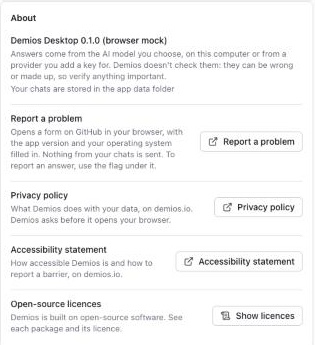 About
Demios Desktop 0.1.0 (browser mock)
Answers come from the AI model you choose, on this computer or from a
provider you add a key for. Demios doesn't check them: they can be wrong
or made up, so verify anything important.
Your chats are stored in the app data folder
Report a problem
Opens a form on GitHub in your browser, with
the app version and your operating system
filled in. Nothing from your chats is sent. To
report an answer, use the flag under it.
Report a problem
Privacy policy
What Demios does with your data, on demios.io.
Demios asks before it opens your browser.
Privacy policy
Accessibility statement
How accessible Demios is and how to
report a barrier, on demios.io.
Accessibility statement
Open-source licences
Demios is built on open-source software. See
each package and its licence.
Show licences